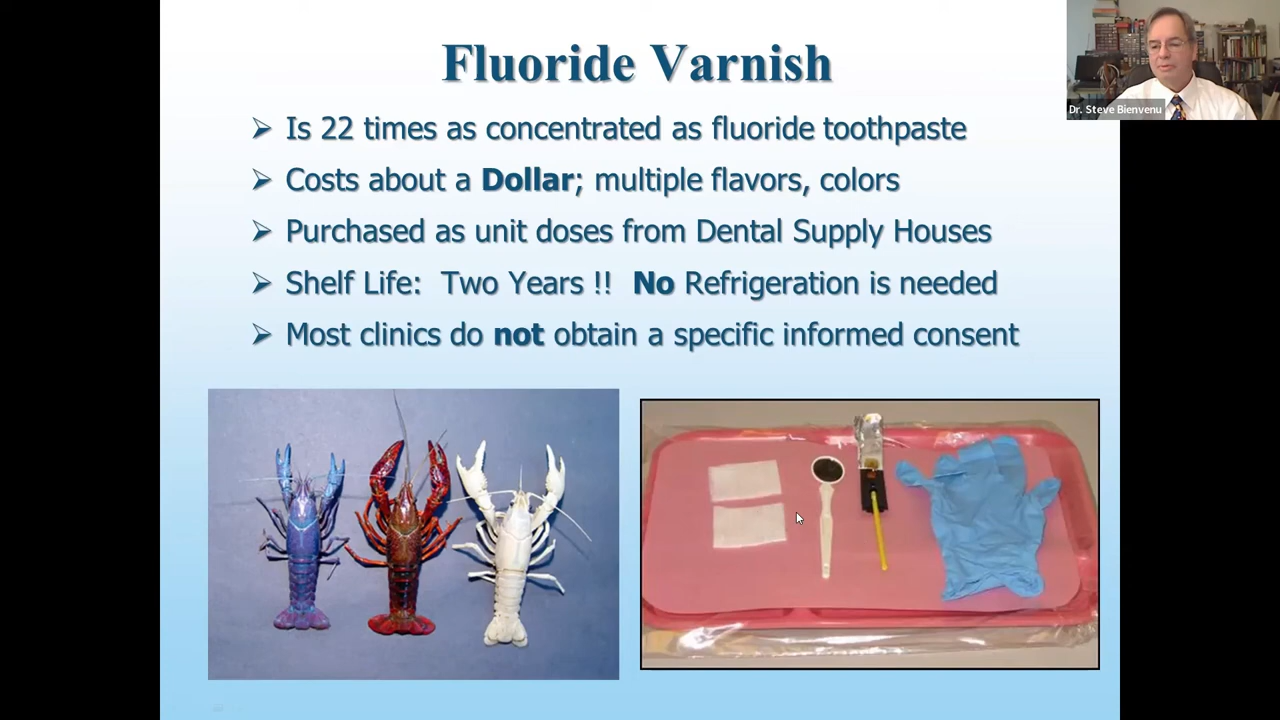 Fluoride Varnish
Is 22 times as concentrated as fluoride toothpaste
Costs about a Dollar; multiple flavors, colors
Purchased as unit doses from Dental Supply Houses
Shelf Life: Two Years !! No Refrigeration is needed
Most clinics do not obtain a specific informed consent
Dr. Steve Bienvenu